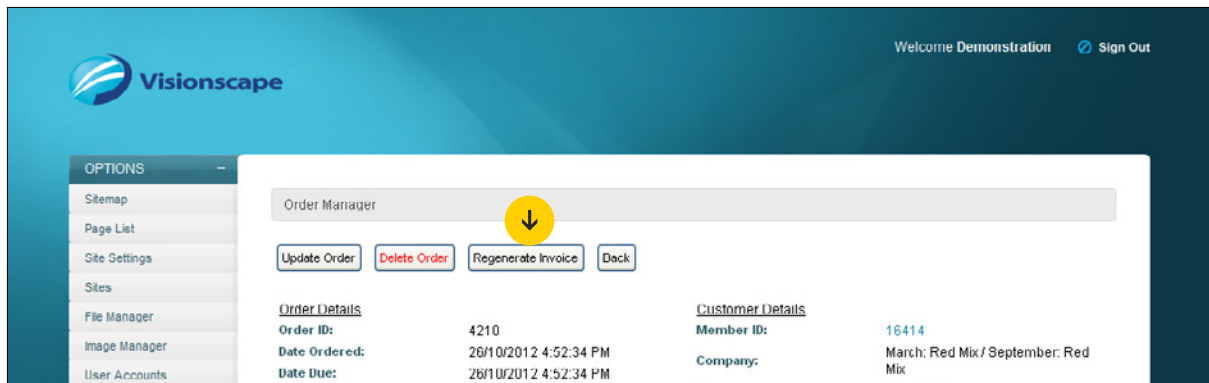 Welcome Demonstration Sign Out
Visionscape
OPTIONS –
Sitemap
Page List
Site Settings
Sites
File Manager
Image Manager
User Accounts
Order Manager
Update Order Delete Order Regenerate Invoice Back
Order Details
Order ID: 4210
Date Ordered: 26/10/2012 4:52:34 PM
Date Due: 26/10/2012 4:52:34 PM
Customer Details
Member ID: 16414
Company: March: Red Mix / September: Red
Mix